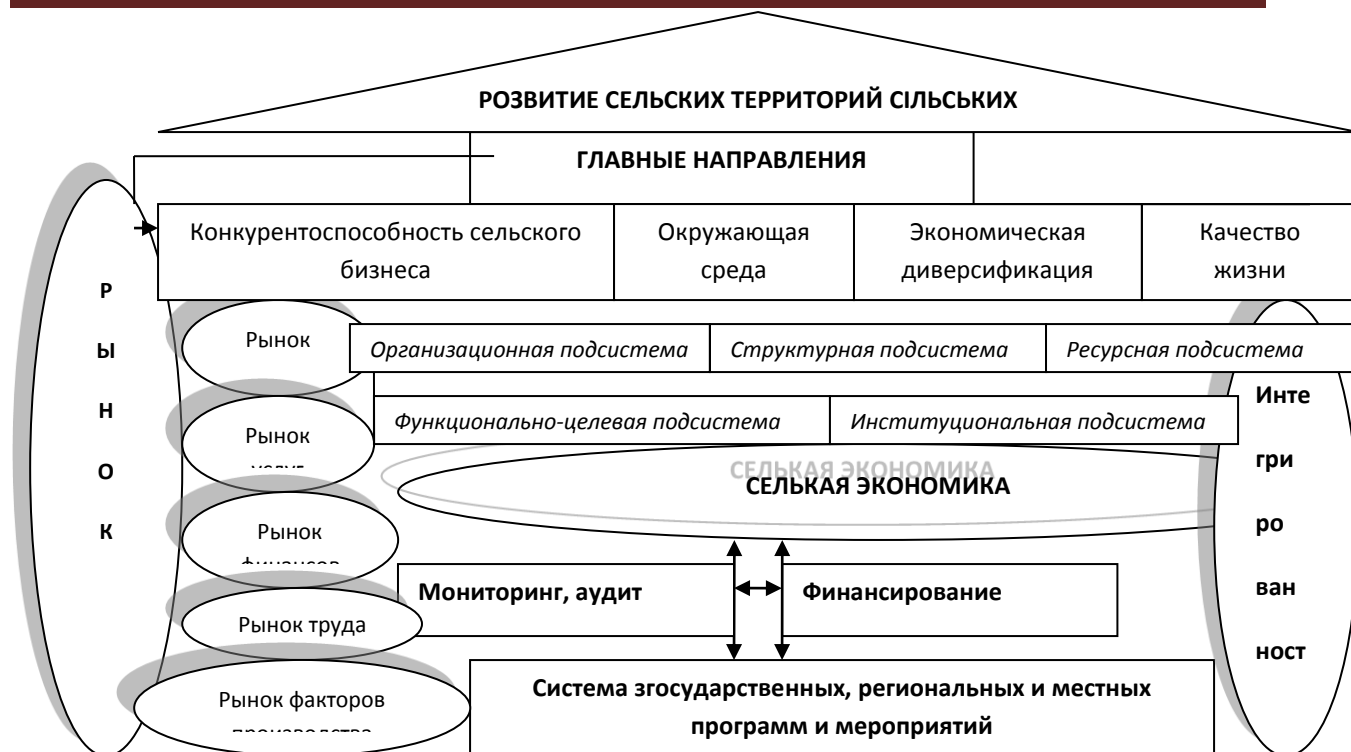 РОЗВИТИЕ СЕЛЬСКИХ ТЕРРИТОРИЙ СІЛЬСЬКИХ
ГЛАВНЫЕ НАПРАВЛЕНИЯ
Конкурентоспособность сельского
бизнеса
Окружающая
среда
Экономическая
диверсификация
Качество
жизни
Р
Ы
Н
О
К
Рынок
Организационная подсистема
Структурная подсистема
Ресурсная подсистема
Функционально-целевая подсистема
Институциональная подсистема
Рынок
СЕЛЬКАЯ ЭКОНОМИКА
СЕЛЬКАЯ ЭКОНОМИКА
Рынок
Мониторинг, аудит
Финансирование
Рынок труда
Рынок факторов
Система згосударственных, региональных и местных
программ и мероприятий
Инте
гри
ро
ван
ност